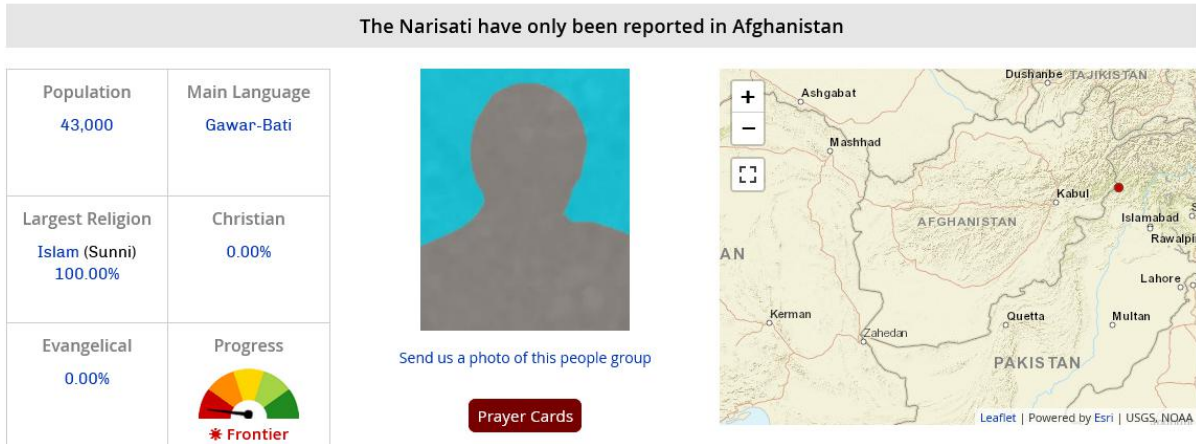 The Narisati have only been reported in Afghanistan
Population
43,000
Main Language
Gawar-Bati
Largest Religion
Islam (Sunni)
100.00%
Christian
0.00%
Evangelical
0.00%
Progress
Frontier
Send us a photo of this people group
Prayer Cards
+
−
Dushanbe
TAJIKISTAN
Ashgabat
Mashhad
Kabul
AFGHANISTAN
Islamabad
Rawalpi
AN
Lahore
Kerman
Quetta
Multan
Zahedan
PAKISTAN
Leaflet | Powered by Esri | USGS, NOAA